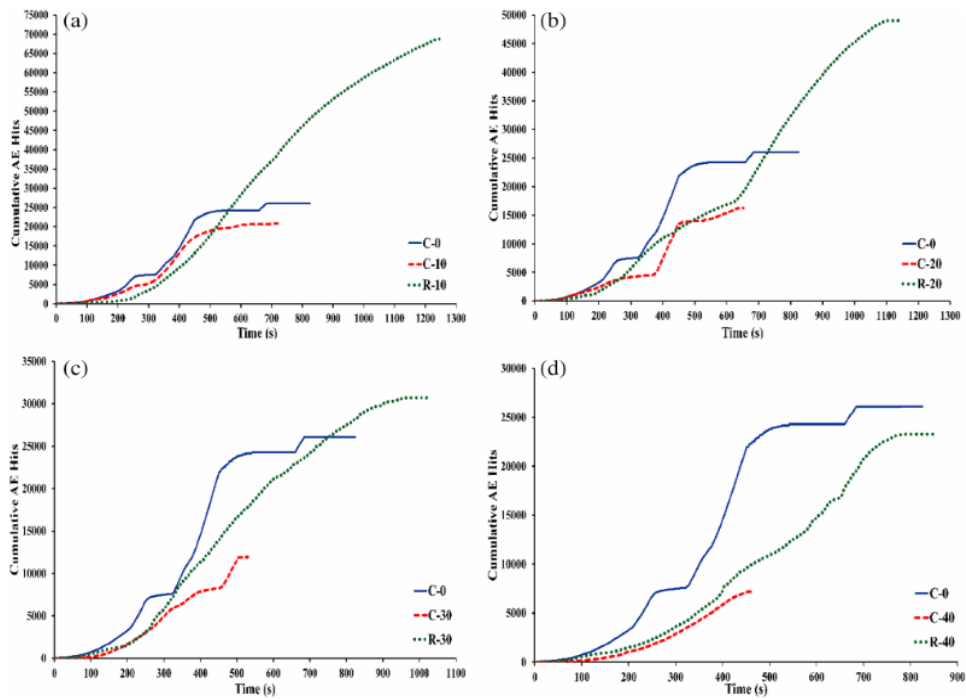 (a)
75000
70000
65000
60000
55000
50000
45000
40000
35000
30000
25000
20000
15000
10000
5000
0
Cumulative AE Hits
C-0
C-10
R-10
0 100 200 300 400 500 600 700 800 900 1000 1100 1200 1300
Time (s)
(b)
50000
45000
40000
35000
30000
25000
20000
15000
10000
5000
0
Cumulative AE Hits
C-0
C-20
R-20
0 100 200 300 400 500 600 700 800 900 1000 1100 1200
Time (s)
(c)
35000
30000
25000
20000
15000
10000
5000
0
Cumulative AE Hits
C-0
C-30
R-30
0 100 200 300 400 500 600 700 800 900 1000 1100
Time (s)
(d)
30000
25000
20000
15000
10000
5000
0
Cumulative AE Hits
C-0
C-40
R-40
0 100 200 300 400 500 600 700 800 900
Time (s)